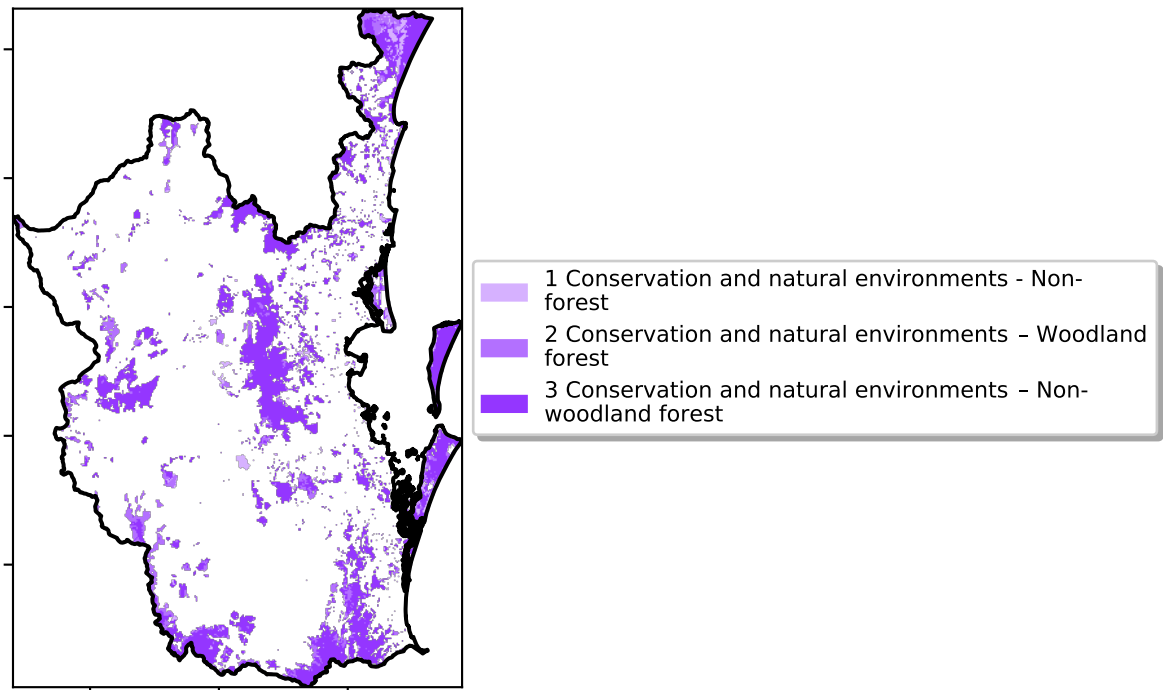 1 Conservation and natural environments - Non-
forest
2 Conservation and natural environments – Woodland
forest
3 Conservation and natural environments – Non-
woodland forest